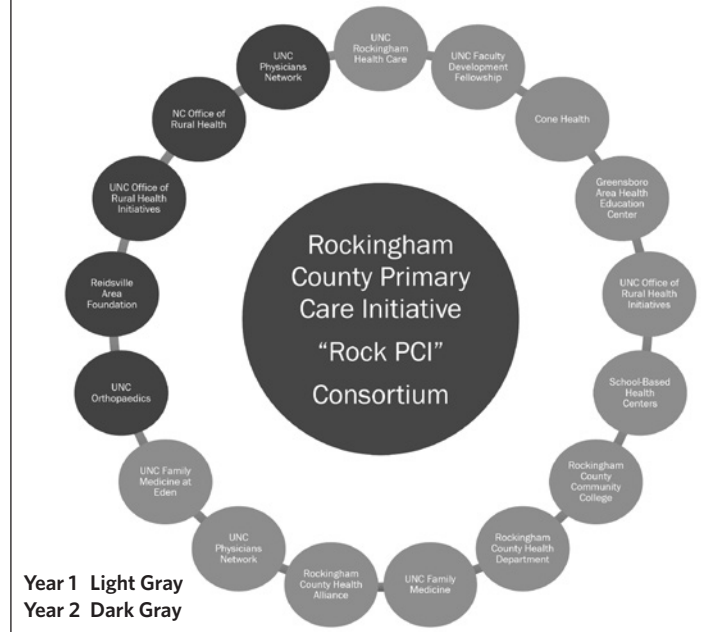 Rockingham
County Primary
Care Initiative
“Rock PCI”
Consortium
UNC
Rockingham
Health Care
UNC Faculty
Development
Fellowship
Cone Health
Greensboro
Area Health
Education
Center
UNC Office of
Rural Health
Initiatives
School-Based
Health
Centers
Rockingham
County
Community
College
Rockingham
County Health
Department
UNC Family
Medicine
Rockingham
County Health
Alliance
UNC
Physicians
Network
UNC Family
Medicine at
Eden
UNC
Orthopaedics
Reidsville
Area
Foundation
UNC Office of
Rural Health
Initiatives
NC Office of
Rural Health
UNC
Physicians
Network
Year 1 Light Gray
Year 2 Dark Gray